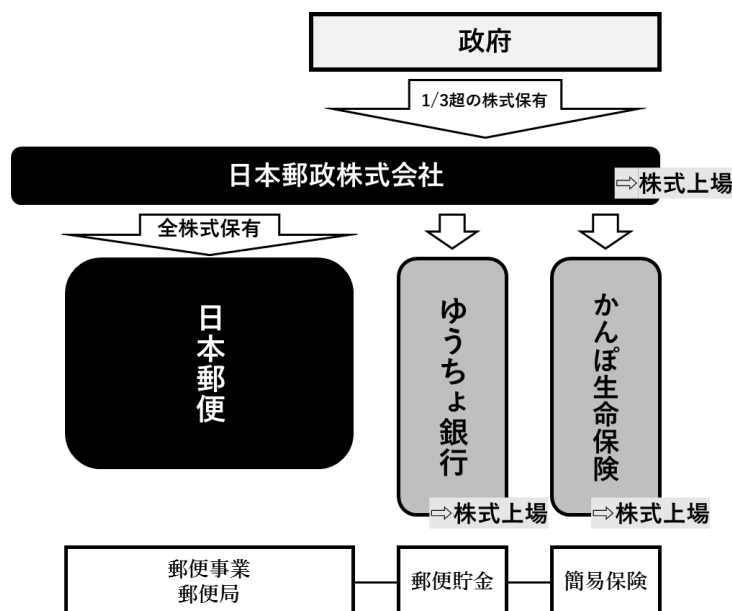 政府
1/3超の株式保有
日本郵政株式会社
⇨株式上場
全株式保有
日本郵便
ゆうちょ銀行
⇨株式上場
かんぽ生命保険
⇨株式上場
郵便事業
郵便局
郵便貯金
簡易保険